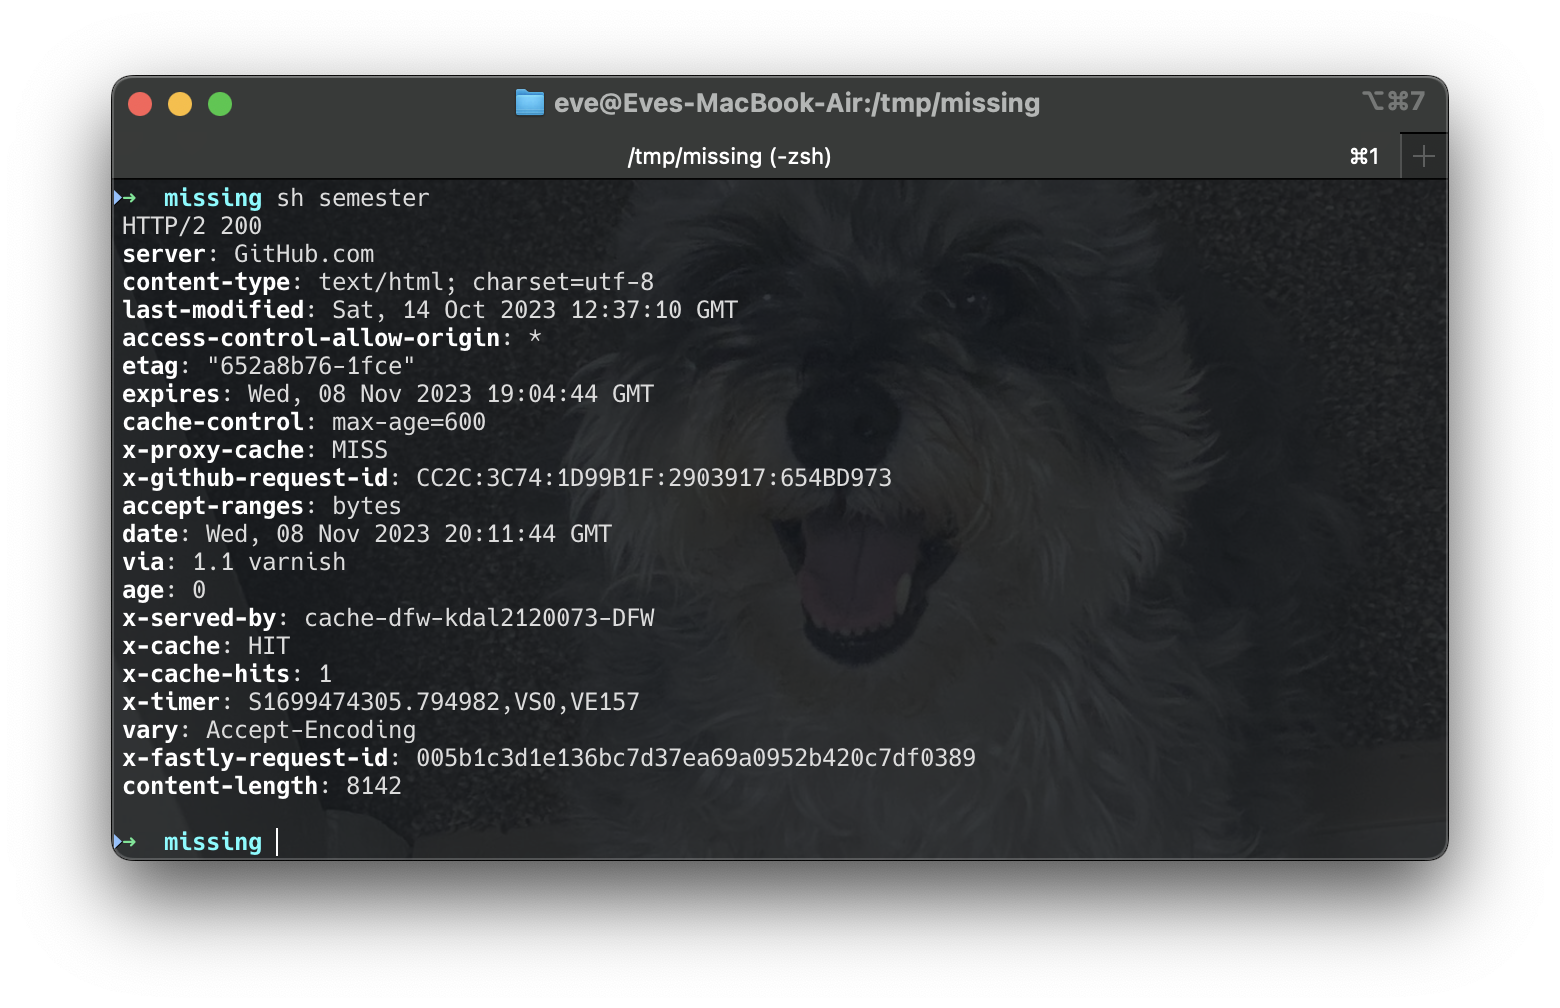 eve@Eves-MacBook-Air:/tmp/missing ⌥⌘7
/tmp/missing (-zsh) ⌘1
➜ missing sh semester
HTTP/2 200
server: GitHub.com
content-type: text/html; charset=utf-8
last-modified: Sat, 14 Oct 2023 12:37:10 GMT
access-control-allow-origin: *
etag: "652a8b76-1fce"
expires: Wed, 08 Nov 2023 19:04:44 GMT
cache-control: max-age=600
x-proxy-cache: MISS
x-github-request-id: CC2C:3C74:1D99B1F:2903917:654BD973
accept-ranges: bytes
date: Wed, 08 Nov 2023 20:11:44 GMT
via: 1.1 varnish
age: 0
x-served-by: cache-dfw-kdal2120073-DFW
x-cache: HIT
x-cache-hits: 1
x-timer: S1699474305.794982,VS0,VE157
vary: Accept-Encoding
x-fastly-request-id: 005b1c3d1e136bc7d37ea69a0952b420c7df0389
content-length: 8142
➜ missing